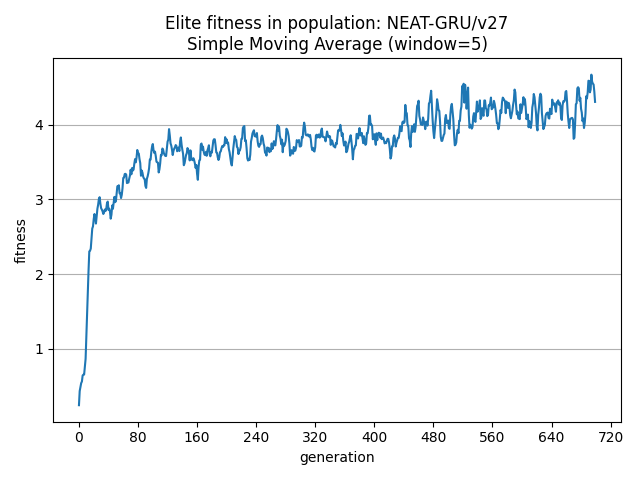 Elite fitness in population: NEAT-GRU/v27
Simple Moving Average (window=5)
fitness
4
3
2
1
0 80 160 240 320 400 480 560 640 720
generation